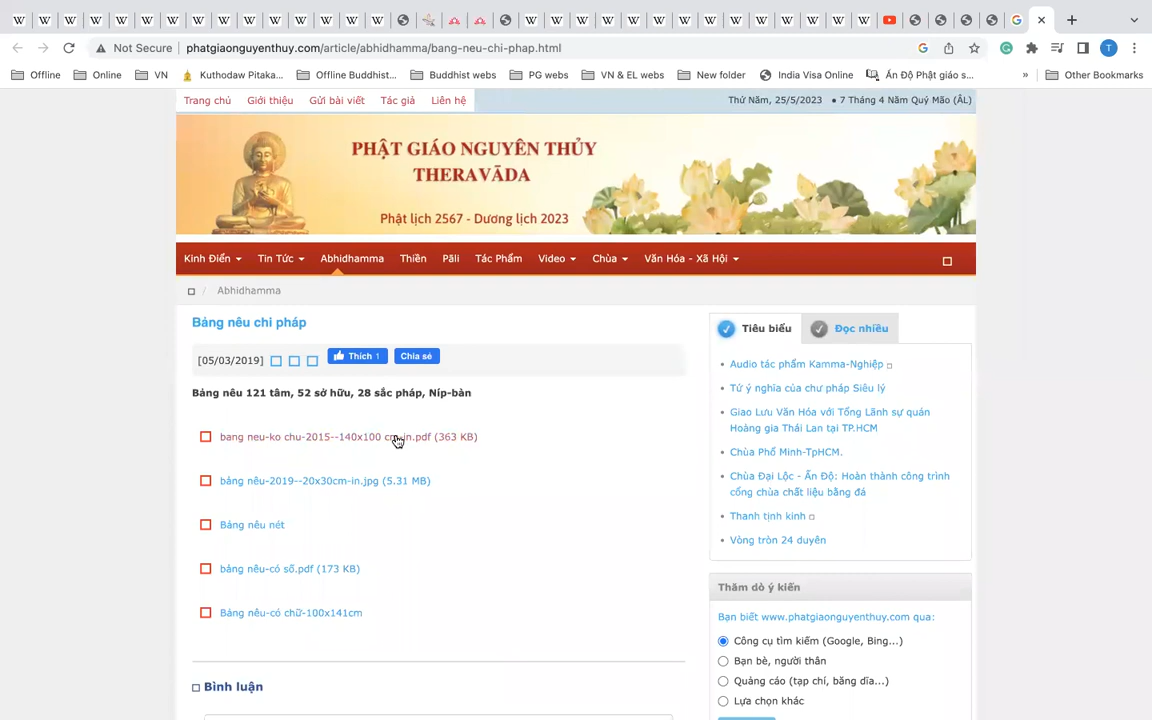 Not Secure
phatgiaonguyenthuy.com/article/abhidhamma/bang-neu-chi-phap.html
T
Offline
Online
VN
Kuthodaw Pitaka...
Offline Buddhist...
Buddhist webs
PG webs
VN & EL webs
New folder
India Visa Online
Ấn Độ Phật giáo s...
»
Other Bookmarks
Trang chủ Giới thiệu Gửi bài viết Tác giả Liên hệ
Thứ Năm, 25/5/2023 • 7 Tháng 4 Năm Quý Mão (ÂL)
PHẬT GIÁO NGUYÊN THỦY
THERAVĀDA
Phật lịch 2567 - Dương lịch 2023
Kinh Điển Tin Tức Abhidhamma Thiền Pāli Tác Phẩm Video Chùa Văn Hóa - Xã Hội
/ Abhidhamma
Bảng nêu chi pháp
[05/03/2019]
Thích 1
Chia sẻ
Bảng nêu 121 tâm, 52 sở hữu, 28 sắc pháp, Níp-bàn
bang neu-ko chu-2015--140x100 cm-in.pdf (363 KB)
bảng nêu-2019--20x30cm-in.jpg (5.31 MB)
Bảng nêu nét
bảng nêu-có số.pdf (173 KB)
Bảng nêu-có chữ-100x141cm
Bình luận
Tiêu biểu
Đọc nhiều
• Audio tác phẩm Kamma-Nghiệp
• Tứ ý nghĩa của chư pháp Siêu lý
• Giao Lưu Văn Hóa với Tổng Lãnh sự quán
Hoàng gia Thái Lan tại TP.HCM
• Chùa Phổ Minh-TpHCM.
• Chùa Đại Lộc - Ấn Độ: Hoàn thành công trình
cổng chùa chất liệu bằng đá
• Thanh tịnh kinh
• Vòng tròn 24 duyên
Thăm dò ý kiến
Bạn biết www.phatgiaonguyenthuy.com qua:
Công cụ tìm kiếm (Google, Bing...)
Bạn bè, người thân
Quảng cáo (tạp chí, băng dĩa...)
Lựa chọn khác